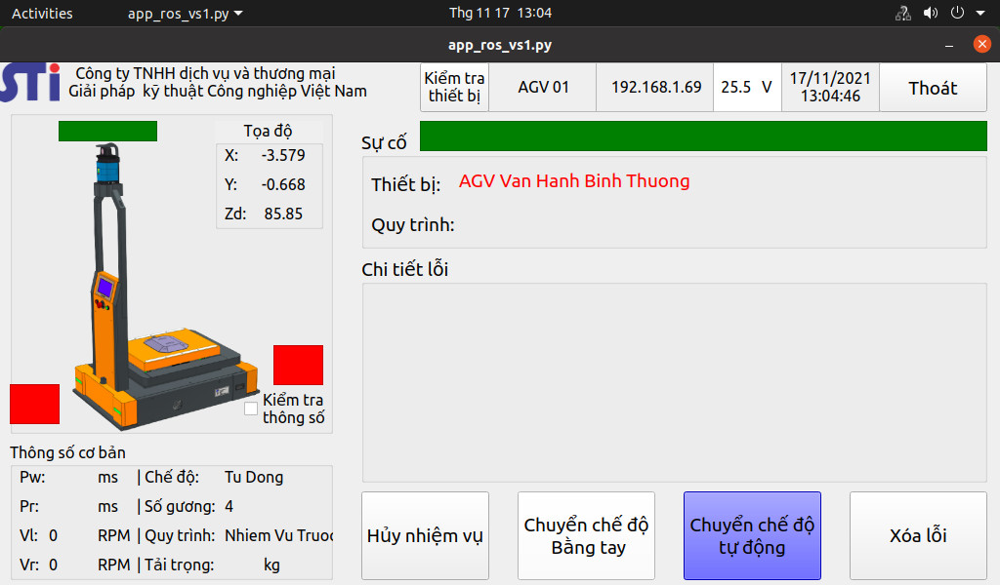 Activities
app_ros_vs1.py
Thg 11 17 13:04
app_ros_vs1.py
STi
Công ty TNHH dịch vụ và thương mại
Giải pháp kỹ thuật Công nghiệp Việt Nam
Kiểm tra
thiết bị
AGV 01
192.168.1.69
25.5 V
17/11/2021
13:04:46
Thoát
Tọa độ
X: -3.579
Y: -0.668
Zd: 85.85
Kiểm tra
thông số
Sự cố
Thiết bị: AGV Van Hanh Binh Thuong
Quy trình:
Chi tiết lỗi
Thông số cơ bản
Pw: ms | Chế độ: Tu Dong
Pr: ms | Số gương: 4
Vl: 0 RPM | Quy trình: Nhiem Vu Truoc
Vr: 0 RPM | Tải trọng: kg
Hủy nhiệm vụ
Chuyển chế độ
Bằng tay
Chuyển chế độ
tự động
Xóa lỗi